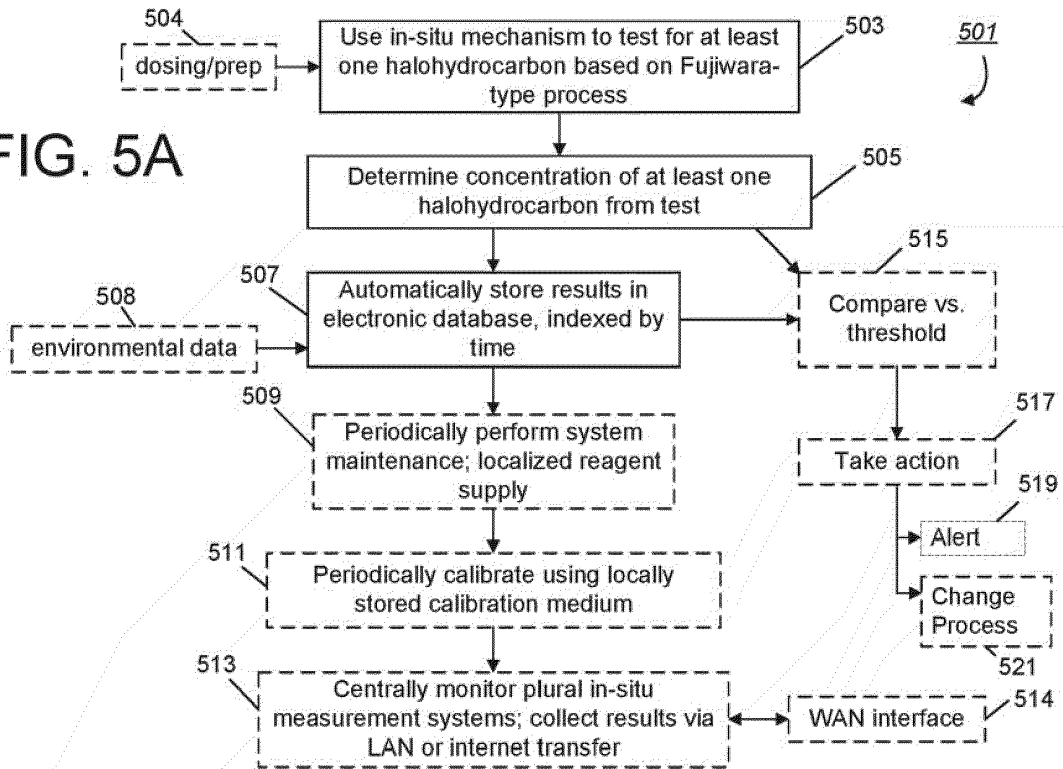 504
dosing/prep
Use in-situ mechanism to test for at least
one halohydrocarbon based on Fujiwara-
type process
503
501
FIG. 5A
Determine concentration of at least one
halohydrocarbon from test
505
515
507
508
environmental data
Automatically store results in
electronic database, indexed by
time
Compare vs.
threshold
509
Periodically perform system
maintenance; localized reagent
supply
517
Take action
519
Alert
511
Periodically calibrate using locally
stored calibration medium
Change
Process
521
513
Centrally monitor plural in-situ
measurement systems; collect results via
LAN or internet transfer
WAN interface
514